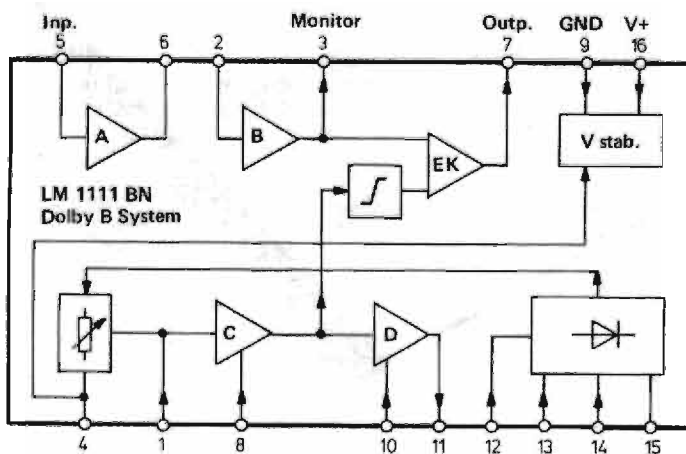 Inp. Monitor Outp. GND V+
5 6 2 3 7 9 16
A B EK V stab.
LM 1111 BN
Dolby B System
C D
4 1 8 10 11 12 13 14 15